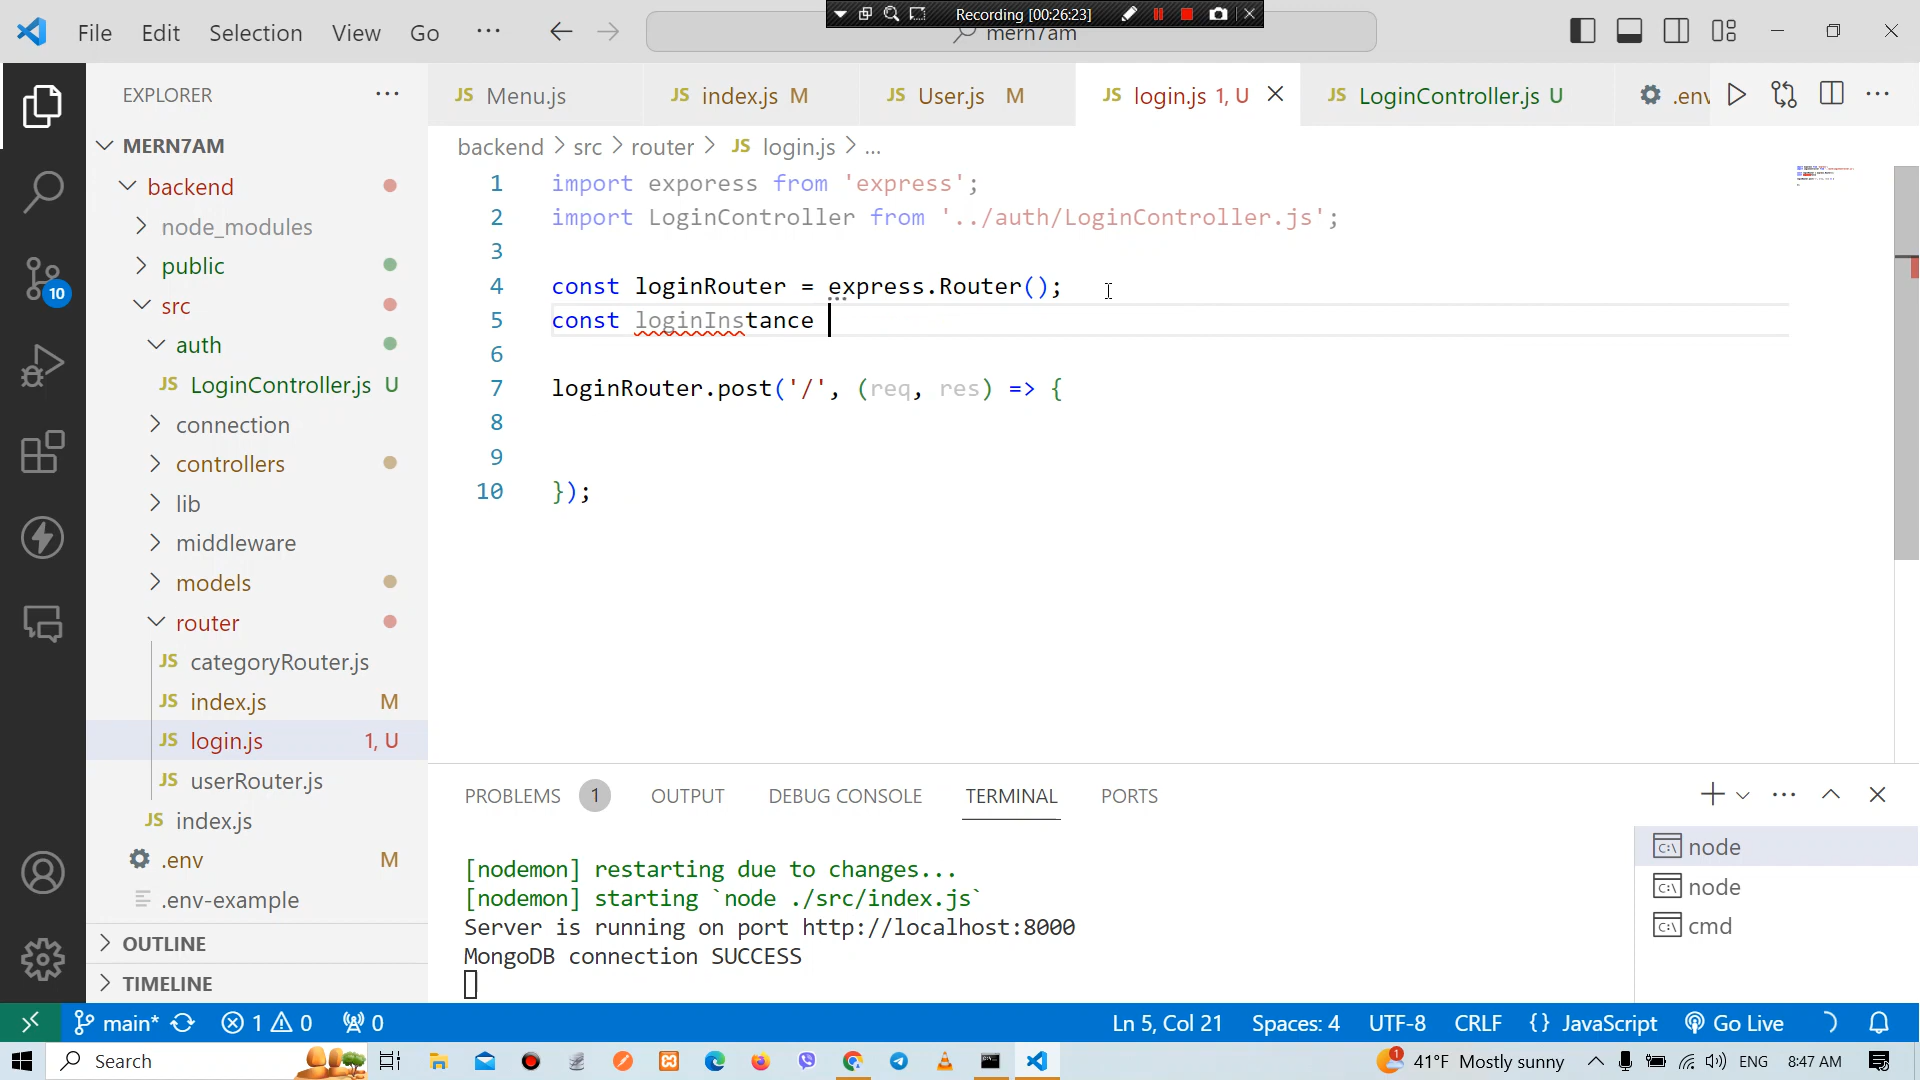 Recording [00:26:23]
File Edit Selection View Go ...
mern7am
EXPLORER
JS Menu.js
JS index.js M
JS User.js M
JS login.js 1, U
JS LoginController.js U
.env
backend > src > router > JS login.js > ...
MERN7AM
backend
node_modules
public
src
auth
JS LoginController.js U
connection
controllers
lib
middleware
models
router
JS categoryRouter.js
JS index.js M
JS login.js 1, U
JS userRouter.js
JS index.js
.env M
.env-example
OUTLINE
TIMELINE
10
1 import exporess from 'express';
2 import LoginController from '../auth/LoginController.js';
3
4 const loginRouter = express.Router();
5 const loginInstance
6
7 loginRouter.post('/', (req, res) => {
8
9
10 });
PROBLEMS 1 OUTPUT DEBUG CONSOLE TERMINAL PORTS
[nodemon] restarting due to changes...
[nodemon] starting `node ./src/index.js`
Server is running on port http://localhost:8000
MongoDB connection SUCCESS
node
node
cmd
main* 1 0 0
Ln 5, Col 21 Spaces: 4 UTF-8 CRLF {} JavaScript Go Live
Search
1 41°F Mostly sunny ENG 8:47 AM